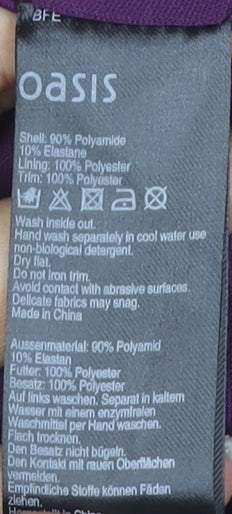 BFE
oasis
Shell: 90% Polyamide
10% Elastane
Lining: 100% Polyester
Trim: 100% Polyester
Wash inside out.
Hand wash separately in cool water use
non-biological detergent.
Dry flat.
Do not iron trim.
Avoid contact with abrasive surfaces.
Delicate fabrics may snag.
Made in China
Aussenmaterial: 90% Polyamid
10% Elastan
Futter: 100% Polyester
Besatz: 100% Polyester
Auf links waschen. Separat in kaltem
Wasser mit einem enzymfreien
Waschmittel per Hand waschen.
Flach trocknen.
Den Besatz nicht bügeln.
Den Kontakt mit rauen Oberflächen
vermeiden.
Empfindliche Stoffe können Fäden
ziehen.